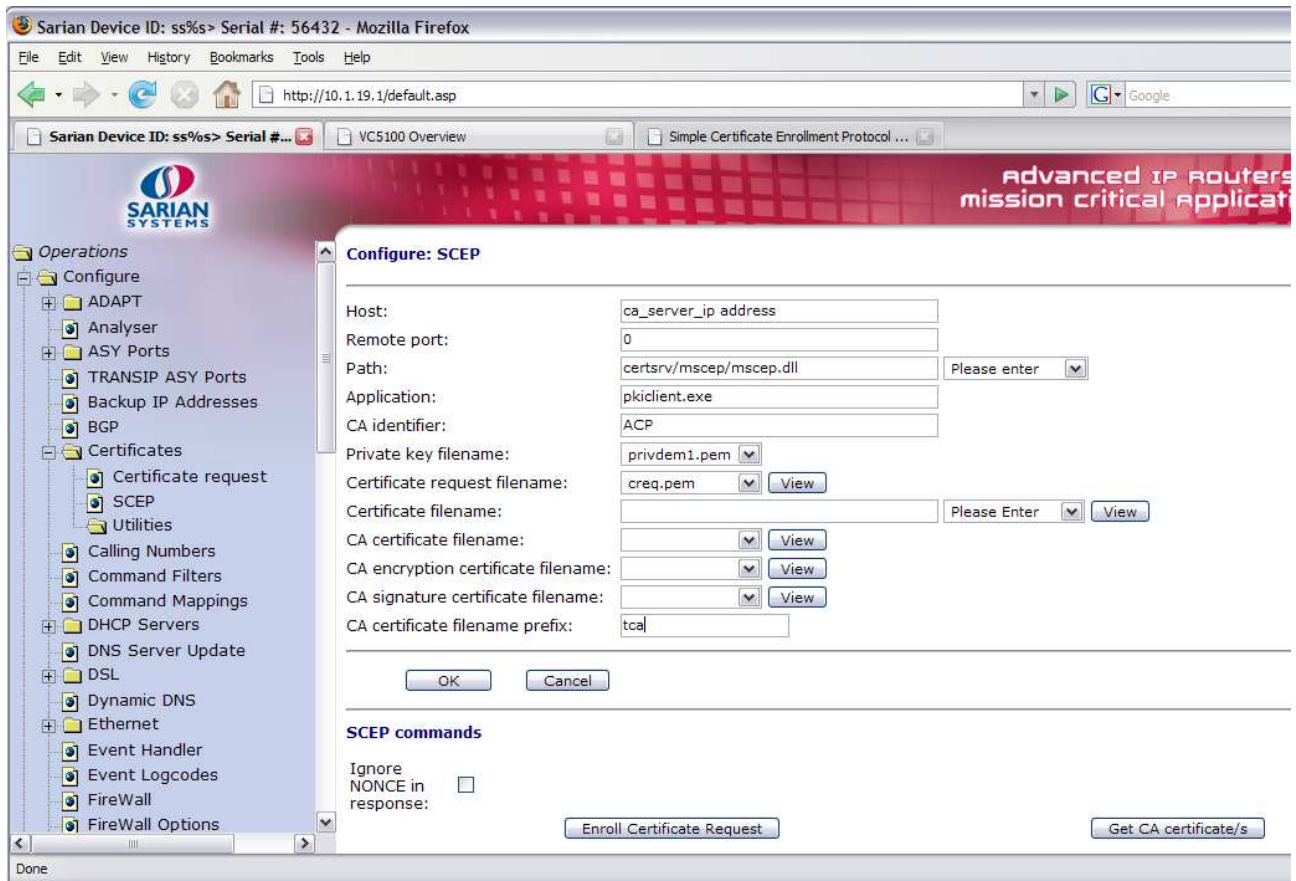 Sarian Device ID: ss%s> Serial #: 56432 - Mozilla Firefox
File Edit View History Bookmarks Tools Help
http://10.1.19.1/default.asp
G Google
Sarian Device ID: ss%s> Serial #...
VC5100 Overview
Simple Certificate Enrollment Protocol ...
SARIAN
SYSTEMS
Advanced IP Routers
mission critical Applicati
Operations
Configure
ADAPT
Analyser
ASY Ports
TRANSIP ASY Ports
Backup IP Addresses
BGP
Certificates
Certificate request
SCEP
Utilities
Calling Numbers
Command Filters
Command Mappings
DHCP Servers
DNS Server Update
DSL
Dynamic DNS
Ethernet
Event Handler
Event Logcodes
FireWall
FireWall Options
Configure: SCEP
Host: ca_server_ip address
Remote port: 0
Path: certsrv/mscep/mscep.dll Please enter
Application: pkiclient.exe
CA identifier: ACP
Private key filename: privdem1.pem
Certificate request filename: creq.pem View
Certificate filename: Please Enter View
CA certificate filename: View
CA encryption certificate filename: View
CA signature certificate filename: View
CA certificate filename prefix: tca
OK Cancel
SCEP commands
Ignore
NONCE in
response:
Enroll Certificate Request Get CA certificate/s
Done